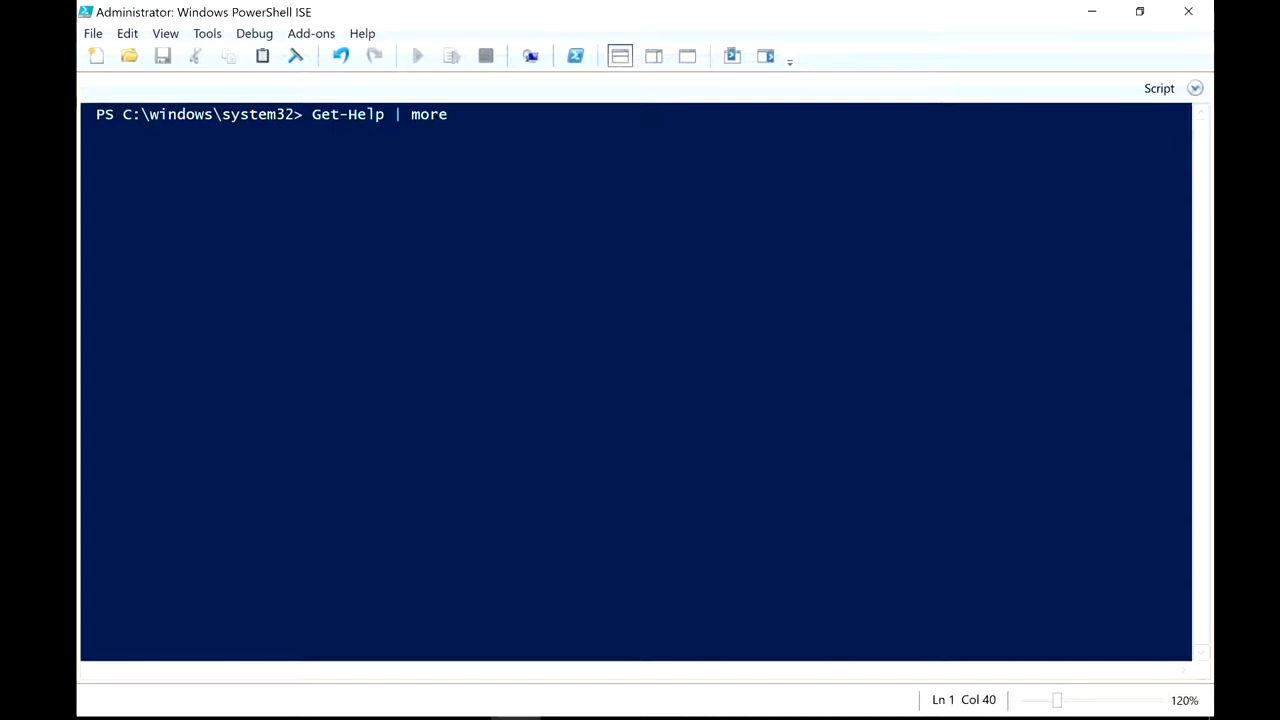 Administrator: Windows PowerShell ISE
File Edit View Tools Debug Add-ons Help
Script
PS C:\windows\system32> Get-Help | more
Ln 1 Col 40
120%